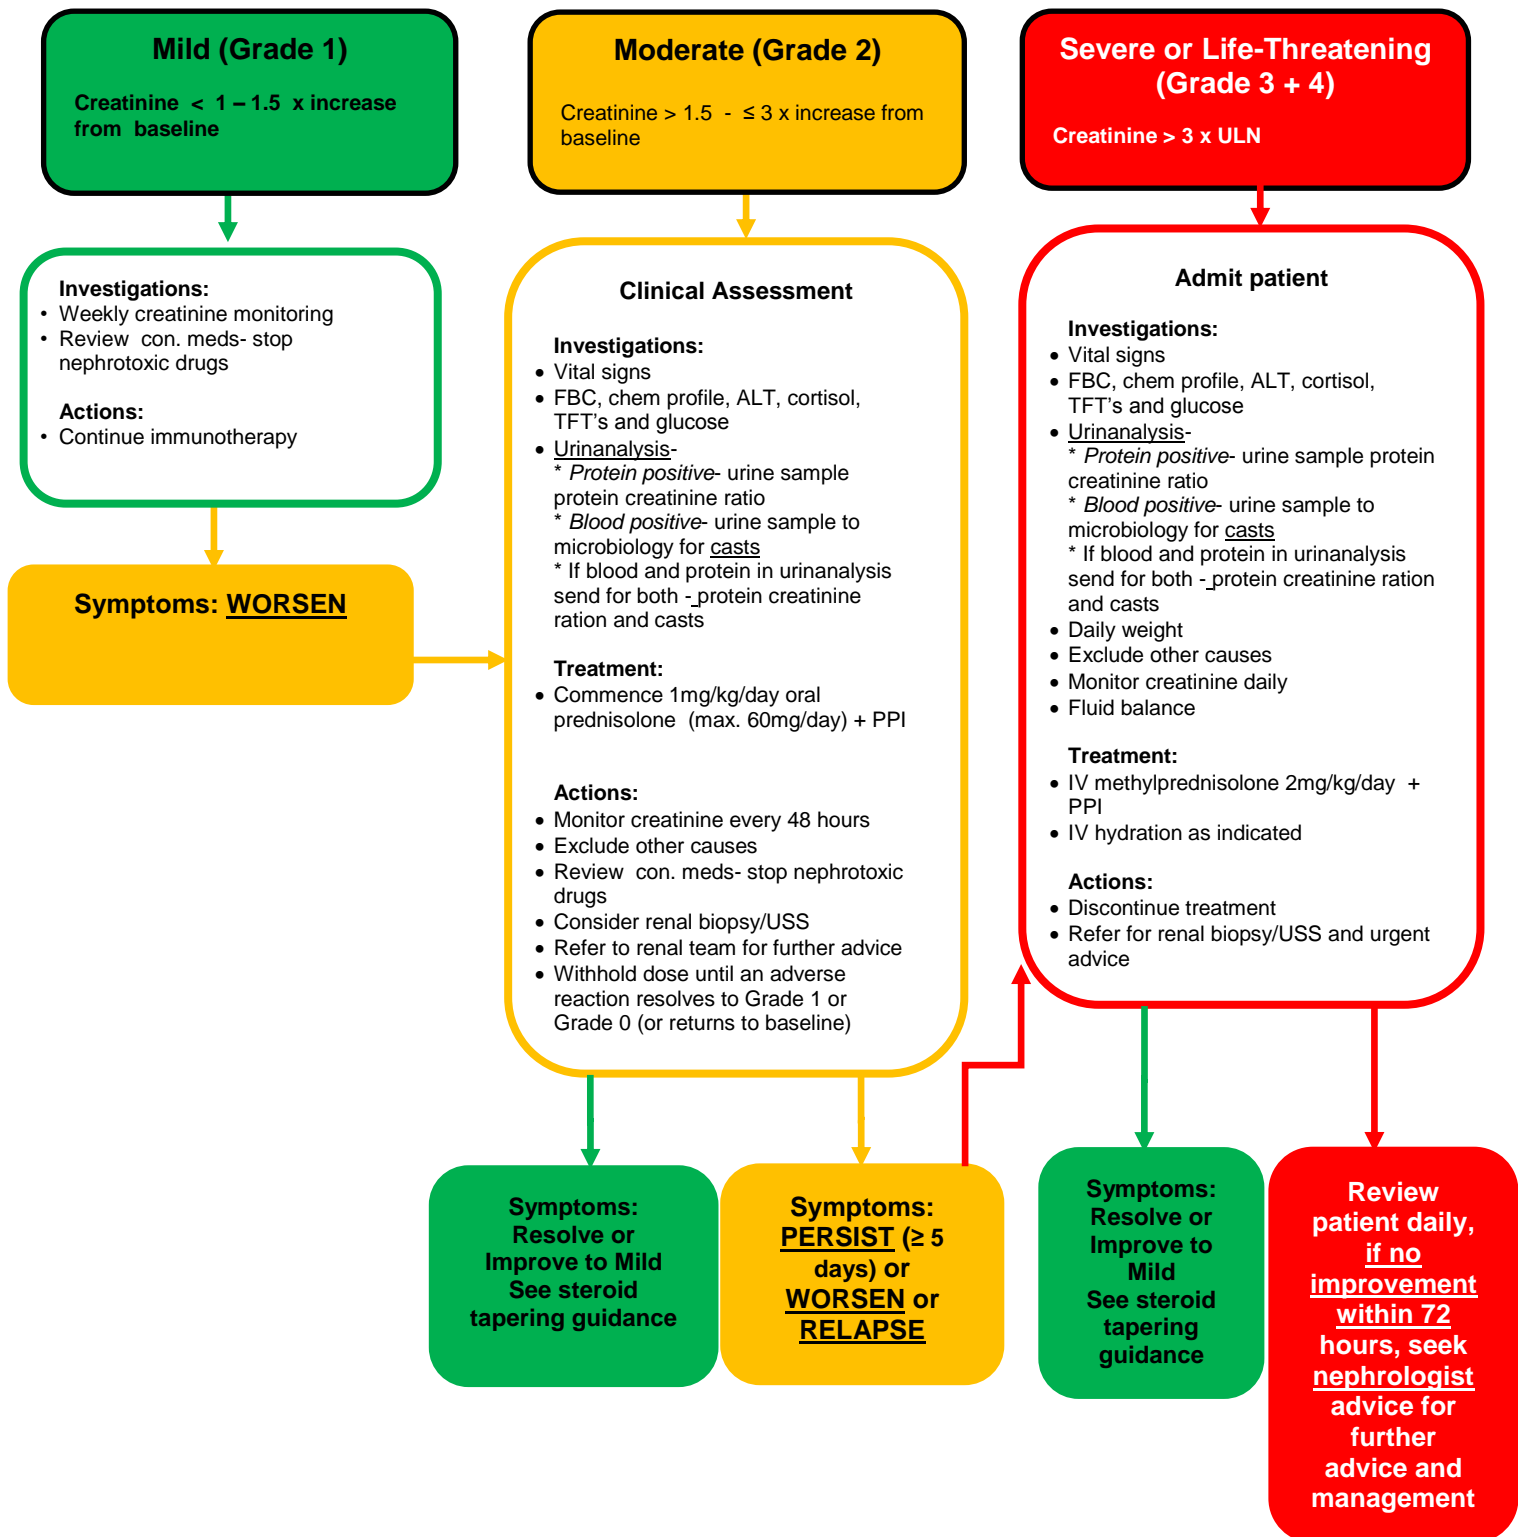 Mild (Grade 1)
Creatinine < 1 – 1.5 x increase
from baseline
Investigations:
• Weekly creatinine monitoring
• Review con. meds- stop
nephrotoxic drugs
Actions:
• Continue immunotherapy
Symptoms: WORSEN
Moderate (Grade 2)
Creatinine > 1.5 - ≤ 3 x increase from
baseline
Clinical Assessment
Investigations:
• Vital signs
• FBC, chem profile, ALT, cortisol,
TFT’s and glucose
• Urinanalysis-
* Protein positive- urine sample
protein creatinine ratio
* Blood positive- urine sample to
microbiology for casts
* If blood and protein in urinanalysis
send for both - protein creatinine
ration and casts
Treatment:
• Commence 1mg/kg/day oral
prednisolone (max. 60mg/day) + PPI
Actions:
• Monitor creatinine every 48 hours
• Exclude other causes
• Review con. meds- stop nephrotoxic
drugs
• Consider renal biopsy/USS
• Refer to renal team for further advice
• Withhold dose until an adverse
reaction resolves to Grade 1 or
Grade 0 (or returns to baseline)
Symptoms:
Resolve or
Improve to Mild
See steroid
tapering guidance
Symptoms:
PERSIST (≥ 5
days) or
WORSEN or
RELAPSE
Severe or Life-Threatening
(Grade 3 + 4)
Creatinine > 3 x ULN
Admit patient
Investigations:
• Vital signs
• FBC, chem profile, ALT, cortisol,
TFT’s and glucose
• Urinanalysis-
* Protein positive- urine sample protein
creatinine ratio
* Blood positive- urine sample to
microbiology for casts
* If blood and protein in urinanalysis
send for both - protein creatinine ration
and casts
• Daily weight
• Exclude other causes
• Monitor creatinine daily
• Fluid balance
Treatment:
• IV methylprednisolone 2mg/kg/day +
PPI
• IV hydration as indicated
Actions:
• Discontinue treatment
• Refer for renal biopsy/USS and urgent
advice
Symptoms:
Resolve or
Improve to
Mild
See steroid
tapering
guidance
Review
patient daily,
if no
improvement
within 72
hours, seek
nephrologist
advice for
further
advice and
management